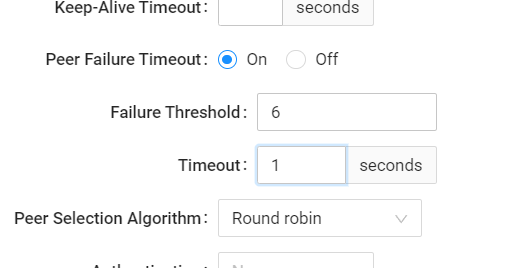 Keep-Alive Timeout: seconds
Peer Failure Timeout: On Off
Failure Threshold: 6
Timeout: 1 seconds
Peer Selection Algorithm: Round robin